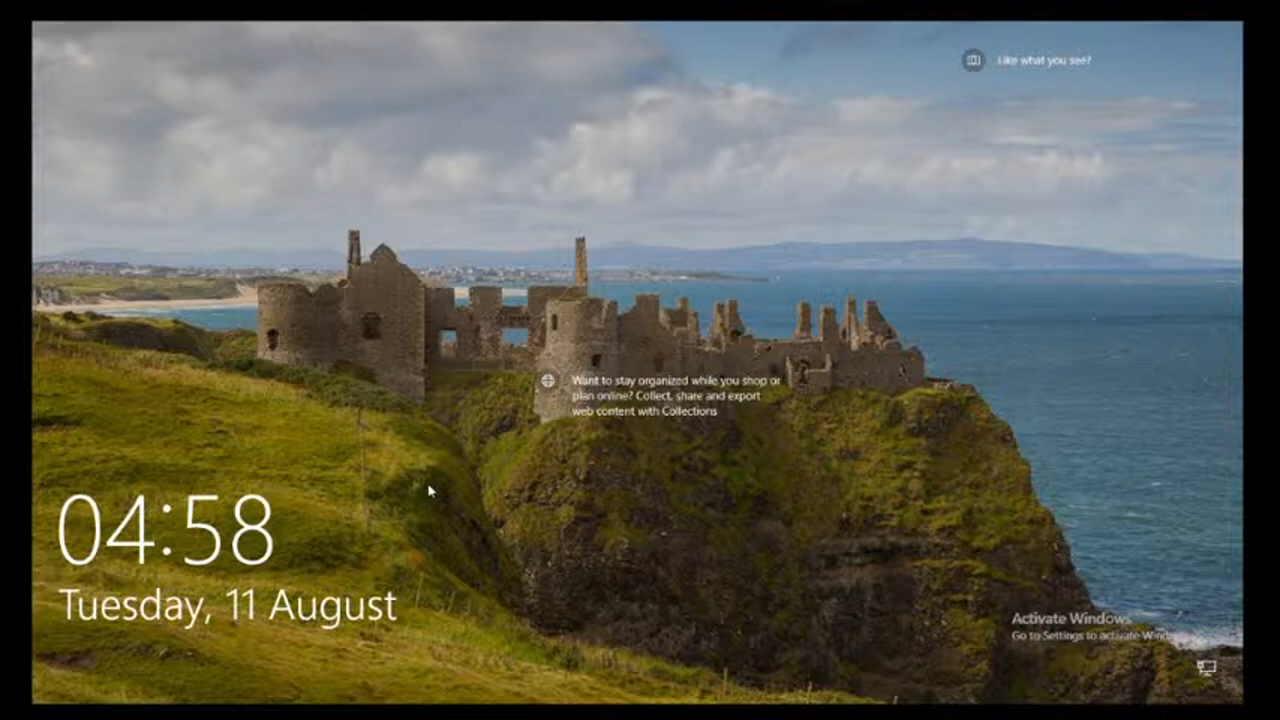 Like what you see?
Want to stay organized while you shop or
plan online? Collect, share and export
web content with Collections
04:58
Tuesday, 11 August
Activate Windows
Go to Settings to activate